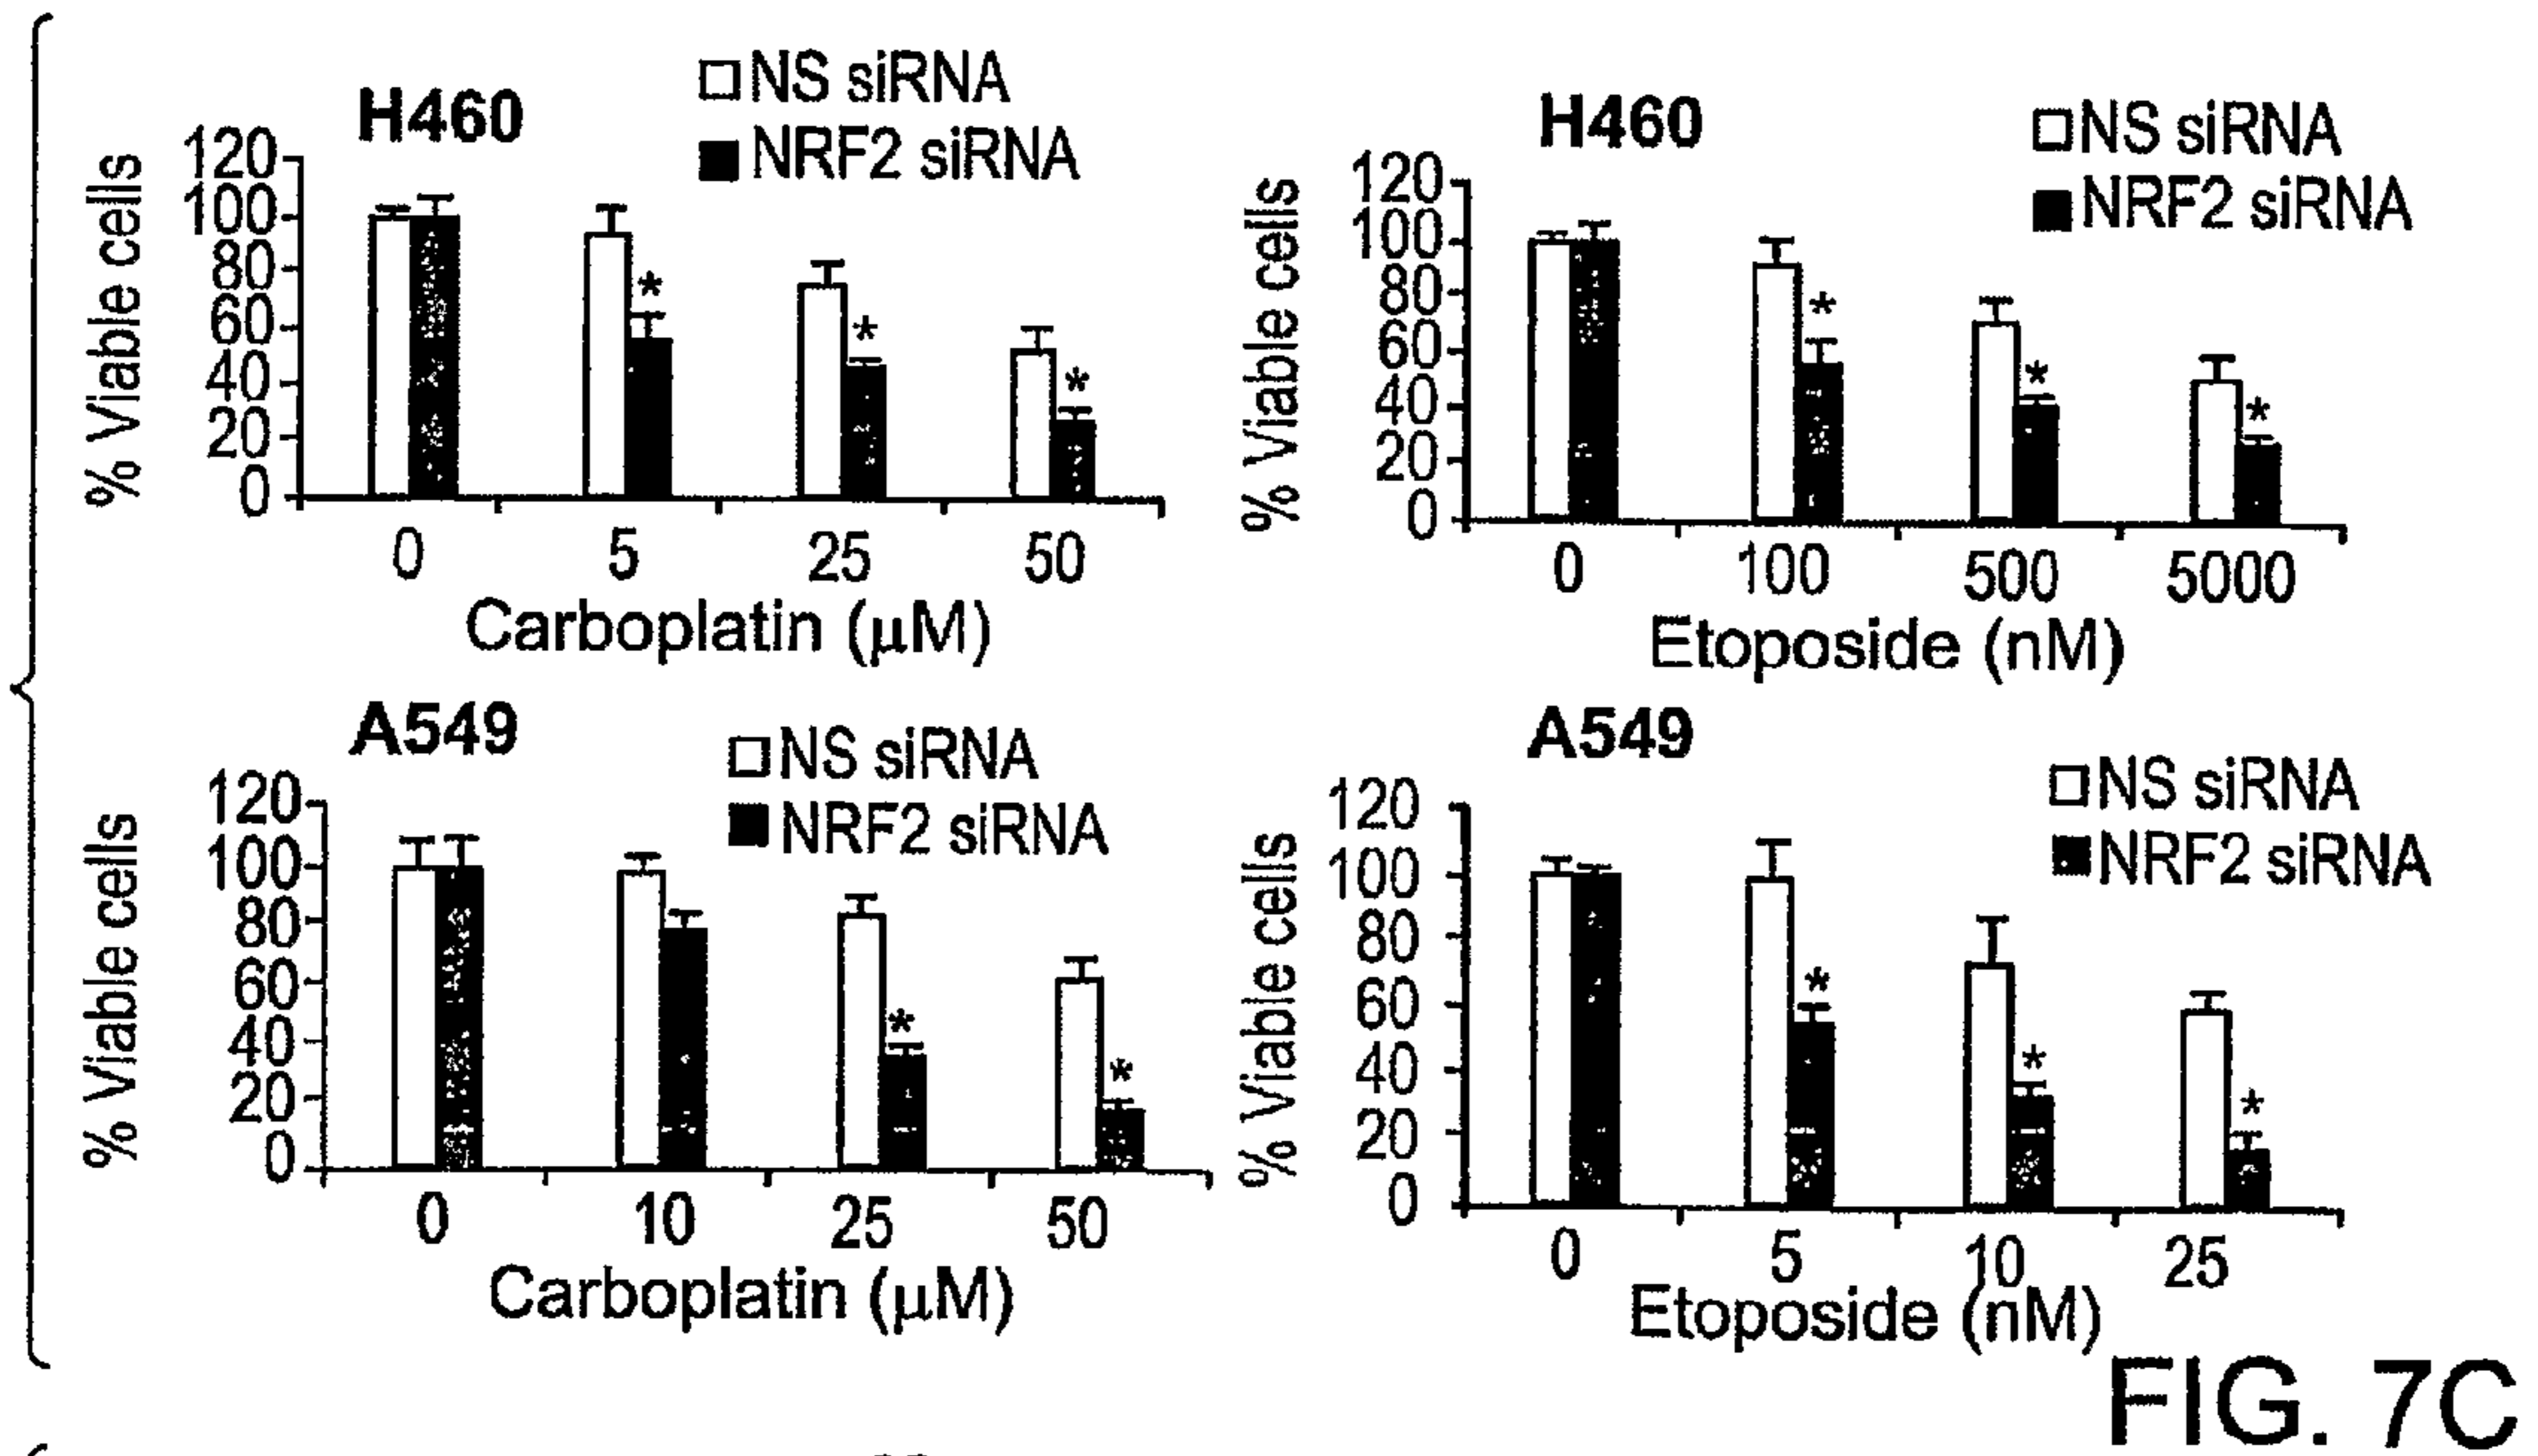 H460
□NS siRNA
■NRF2 siRNA
% Viable cells
120
100
80
60
40
20
0
*
*
*
0 5 25 50
Carboplatin (μM)
H460
□NS siRNA
■NRF2 siRNA
% Viable cells
120
100
80
60
40
20
0
*
*
*
0 100 500 5000
Etoposide (nM)
A549
□NS siRNA
■NRF2 siRNA
% Viable cells
120
100
80
60
40
20
0
*
*
0 10 25 50
Carboplatin (μM)
A549
□NS siRNA
■NRF2 siRNA
% Viable cells
120
100
80
60
40
20
0
*
*
*
0 5 10 25
Etoposide (nM)
FIG. 7C